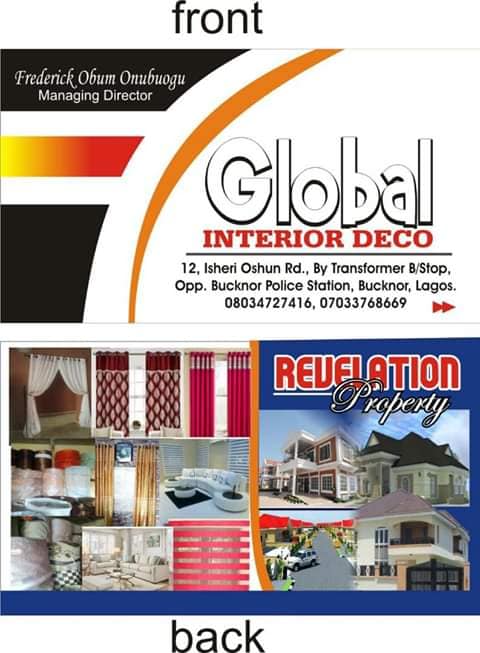 front
Frederick Obum Onubuogu
Managing Director
Global
INTERIOR DECO
12, Isheri Oshun Rd., By Transformer B/Stop,
Opp. Bucknor Police Station, Bucknor, Lagos.
08034727416, 07033768669
REVELATION
Property
back